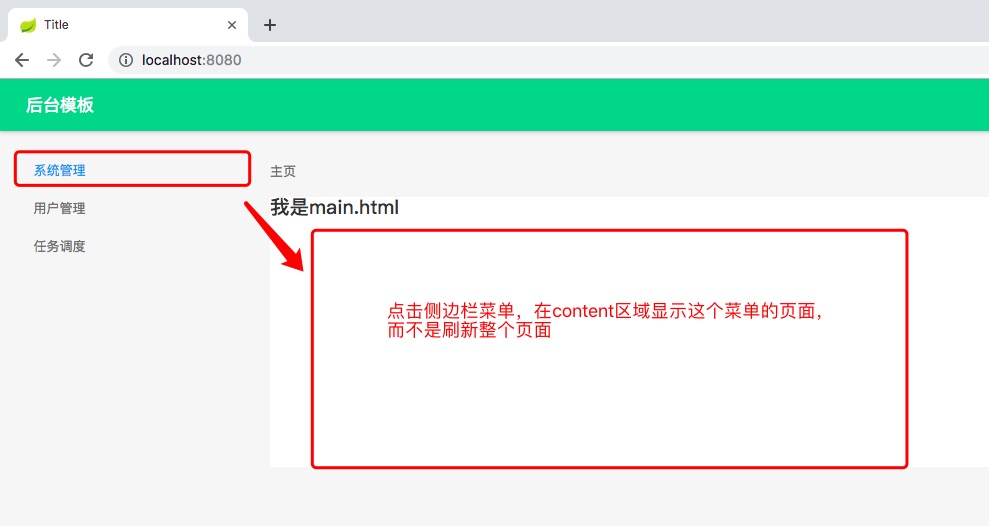 Title
localhost:8080
后台模板
系统管理
主页
用户管理
我是main.html
任务调度
点击侧边栏菜单，在content区域显示这个菜单的页面，
而不是刷新整个页面